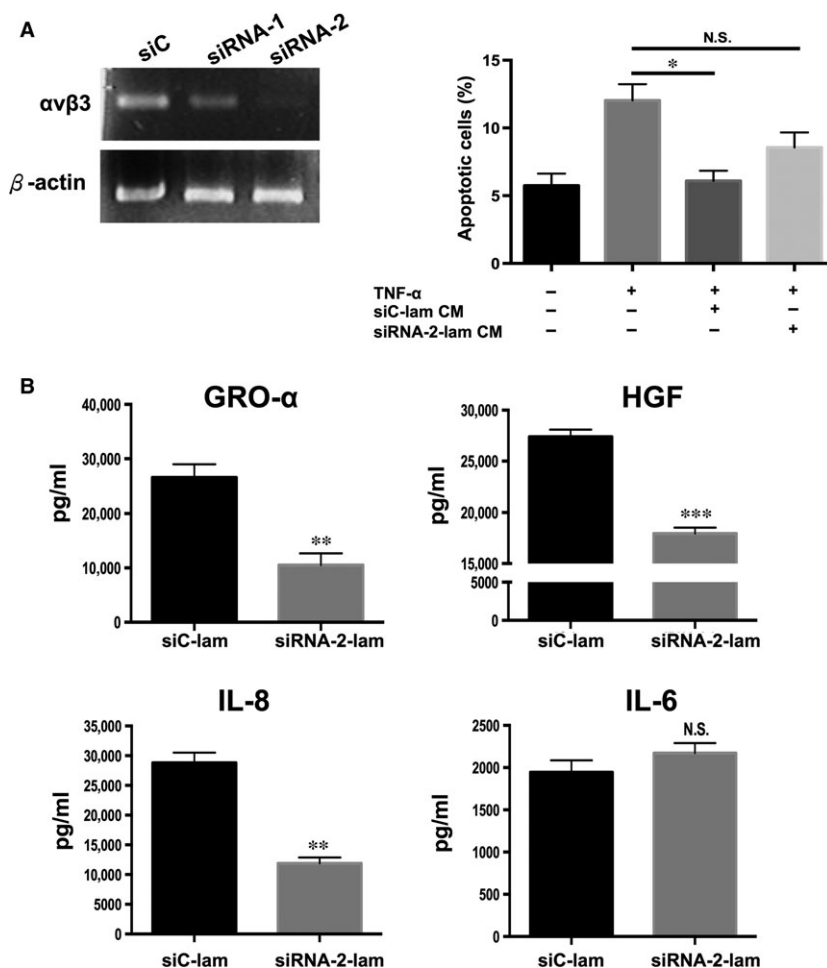 A
siC siRNA-1 siRNA-2
αvβ3
β-actin
N.S.
*
Apoptotic cells (%)
15
10
5
0
TNF-α – + + +
siC-lam CM – – + –
siRNA-2-lam CM – – – +
B
GRO-α
pg/ml
40,000
30,000
20,000
10,000
0
**
siC-lam siRNA-2-lam
HGF
pg/ml
30,000
25,000
20,000
15,000
5000
0
***
siC-lam siRNA-2-lam
IL-8
pg/ml
35,000
30,000
25,000
20,000
15,000
10,000
5000
0
**
siC-lam siRNA-2-lam
IL-6
pg/ml
2500
2000
1500
1000
500
0
N.S.
siC-lam siRNA-2-lam